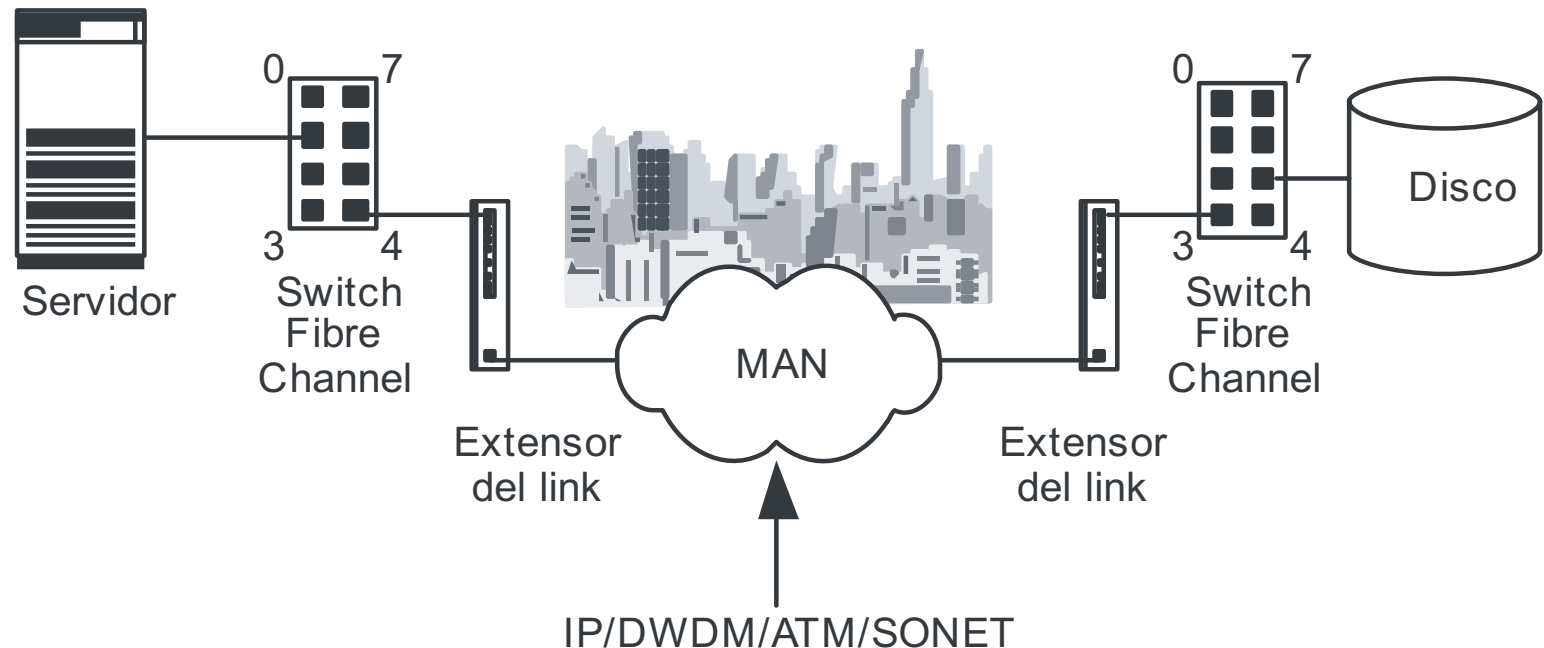 0
7
3
4
Servidor
Switch
Fibre
Channel
Extensor
del link
MAN
IP/DWDM/ATM/SONET
Extensor
del link
0
7
3
4
Switch
Fibre
Channel
Disco